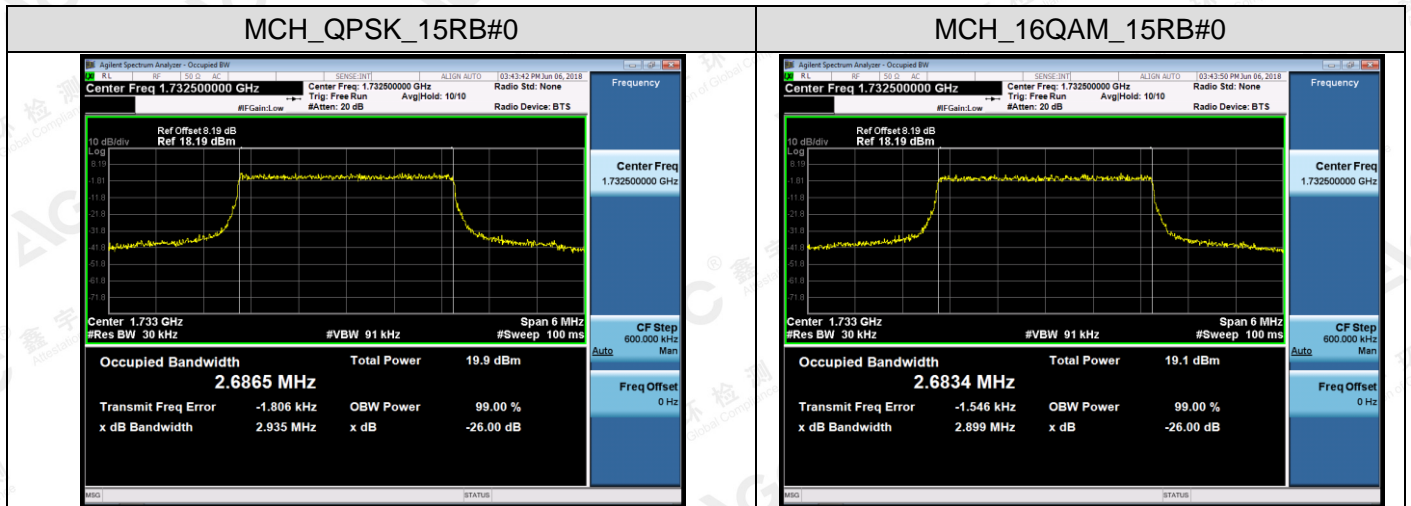 MCH_QPSK_15RB#0
Agilent Spectrum Analyzer - Occupied BW
RL RF 50 Ω AC SENSE:INT ALIGN AUTO 03:43:42 PM Jun 06, 2018
Center Freq 1.732500000 GHz
Center Freq: 1.732500000 GHz
Radio Std: None
Trig: Free Run Avg|Hold: 10/10
#IFGain:Low #Atten: 20 dB Radio Device: BTS
Ref Offset 8.19 dB
10 dB/div Ref 18.19 dBm
Log
8.19
-1.81
-11.8
-21.8
-31.8
-41.8
-51.8
-61.8
-71.8
Center 1.733 GHz Span 6 MHz
#Res BW 30 kHz #VBW 91 kHz #Sweep 100 ms
Occupied Bandwidth Total Power 19.9 dBm
2.6865 MHz
Transmit Freq Error -1.806 kHz OBW Power 99.00 %
x dB Bandwidth 2.935 MHz x dB -26.00 dB
MSG STATUS
Frequency
Center Freq
1.732500000 GHz
CF Step
600.000 kHz
Auto Man
Freq Offset
0 Hz
MCH_16QAM_15RB#0
Agilent Spectrum Analyzer - Occupied BW
RL RF 50 Ω AC SENSE:INT ALIGN AUTO 03:43:50 PM Jun 06, 2018
Center Freq 1.732500000 GHz
Center Freq: 1.732500000 GHz
Radio Std: None
Trig: Free Run Avg|Hold: 10/10
#IFGain:Low #Atten: 20 dB Radio Device: BTS
Ref Offset 8.19 dB
10 dB/div Ref 18.19 dBm
Log
8.19
-1.81
-11.8
-21.8
-31.8
-41.8
-51.8
-61.8
-71.8
Center 1.733 GHz Span 6 MHz
#Res BW 30 kHz #VBW 91 kHz #Sweep 100 ms
Occupied Bandwidth Total Power 19.1 dBm
2.6834 MHz
Transmit Freq Error -1.546 kHz OBW Power 99.00 %
x dB Bandwidth 2.899 MHz x dB -26.00 dB
MSG STATUS
Frequency
Center Freq
1.732500000 GHz
CF Step
600.000 kHz
Auto Man
Freq Offset
0 Hz